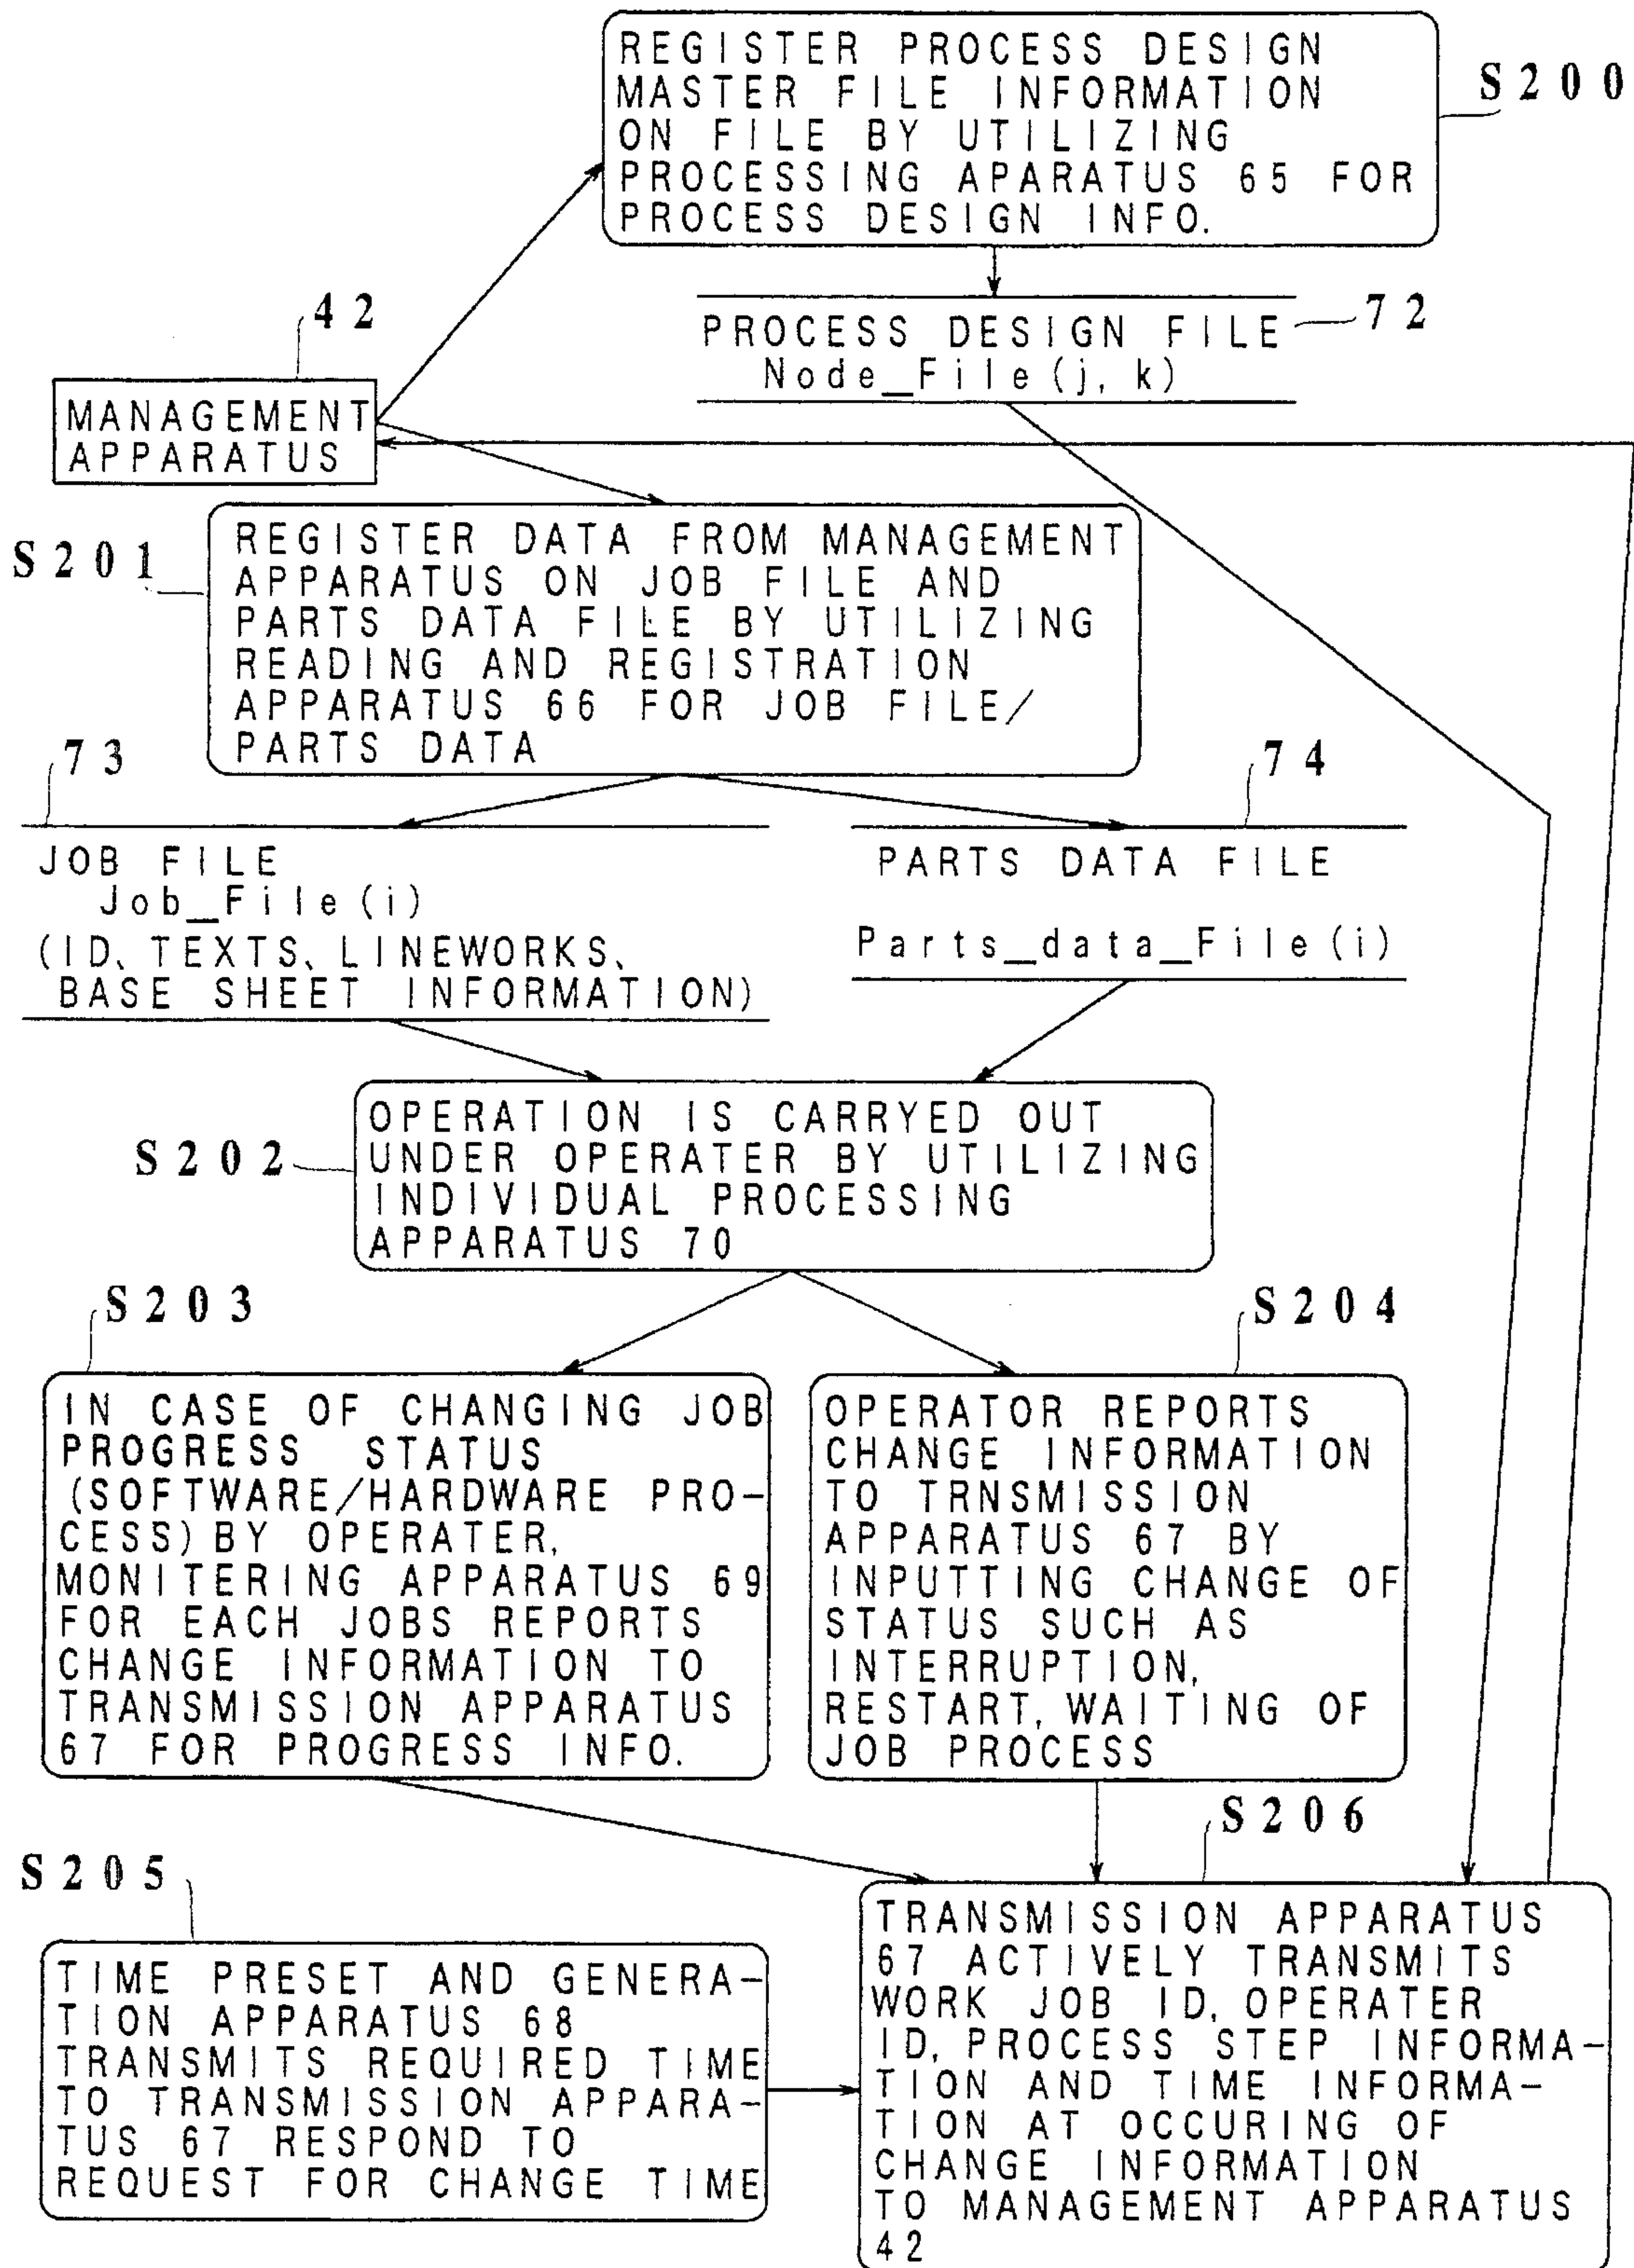 REGISTER PROCESS DESIGN
MASTER FILE INFORMATION
ON FILE BY UTILIZING
PROCESSING APARATUS 65 FOR
PROCESS DESIGN INFO.
S200
42
PROCESS DESIGN FILE
Node_File(j, k)
72
MANAGEMENT
APPARATUS
S201
REGISTER DATA FROM MANAGEMENT
APPARATUS ON JOB FILE AND
PARTS DATA FILE BY UTILIZING
READING AND REGISTRATION
APPARATUS 66 FOR JOB FILE/
PARTS DATA
73
74
JOB FILE
Job_File(i)
(ID、TEXTS、LINEWORKS、
BASE SHEET INFORMATION)
PARTS DATA FILE
Parts_data_File(i)
S202
OPERATION IS CARRYED OUT
UNDER OPERATER BY UTILIZING
INDIVIDUAL PROCESSING
APPARATUS 70
S203
S204
IN CASE OF CHANGING JOB
PROGRESS STATUS
(SOFTWARE/HARDWARE PRO-
CESS) BY OPERATER,
MONITERING APPARATUS 69
FOR EACH JOBS REPORTS
CHANGE INFORMATION TO
TRANSMISSION APPARATUS
67 FOR PROGRESS INFO.
OPERATOR REPORTS
CHANGE INFORMATION
TO TRNSMISSION
APPARATUS 67 BY
INPUTTING CHANGE OF
STATUS SUCH AS
INTERRUPTION,
RESTART, WAITING OF
JOB PROCESS
S205
S206
TIME PRESET AND GENERA-
TION APPARATUS 68
TRANSMITS REQUIRED TIME
TO TRANSMISSION APPARA-
TUS 67 RESPOND TO
REQUEST FOR CHANGE TIME
TRANSMISSION APPARATUS
67 ACTIVELY TRANSMITS
WORK JOB ID, OPERATER
ID, PROCESS STEP INFORMA-
TION AND TIME INFORMA-
TION AT OCCURING OF
CHANGE INFORMATION
TO MANAGEMENT APPARATUS
42